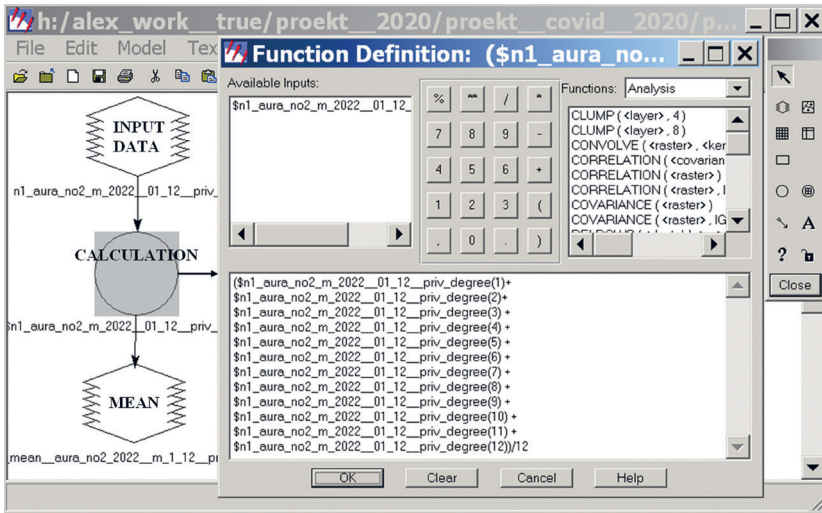 h:/alex_work__true/proekt__2020/proekt__covid__2020/p...
File Edit Model Tex
Function Definition: ($n1_aura_no...
INPUT
DATA
n1_aura_no2_m_2022__01_12__priv_
CALCULATION
$n1_aura_no2_m_2022__01_12__priv_
MEAN
_mean__aura_no2_2022__m_1_12__pr
Available Inputs:
$n1_aura_no2_m_2022__01_12_
% ** / *
7 8 9 -
4 5 6 +
1 2 3 (
, 0 . )
Functions: Analysis
CLUMP ( <layer> , 4 )
CLUMP ( <layer> , 8 )
CONVOLVE ( <raster> , <ker
CORRELATION ( <covarian
CORRELATION ( <raster> )
CORRELATION ( <raster> , I
COVARIANCE ( <raster> )
COVARIANCE ( <raster> , IG
($n1_aura_no2_m_2022__01_12__priv_degree(1)+
$n1_aura_no2_m_2022__01_12__priv_degree(2)+
$n1_aura_no2_m_2022__01_12__priv_degree(3) +
$n1_aura_no2_m_2022__01_12__priv_degree(4) +
$n1_aura_no2_m_2022__01_12__priv_degree(5) +
$n1_aura_no2_m_2022__01_12__priv_degree(6) +
$n1_aura_no2_m_2022__01_12__priv_degree(7) +
$n1_aura_no2_m_2022__01_12__priv_degree(8) +
$n1_aura_no2_m_2022__01_12__priv_degree(9) +
$n1_aura_no2_m_2022__01_12__priv_degree(10) +
$n1_aura_no2_m_2022__01_12__priv_degree(11) +
$n1_aura_no2_m_2022__01_12__priv_degree(12))/12
OK Clear Cancel Help
A
?
Close